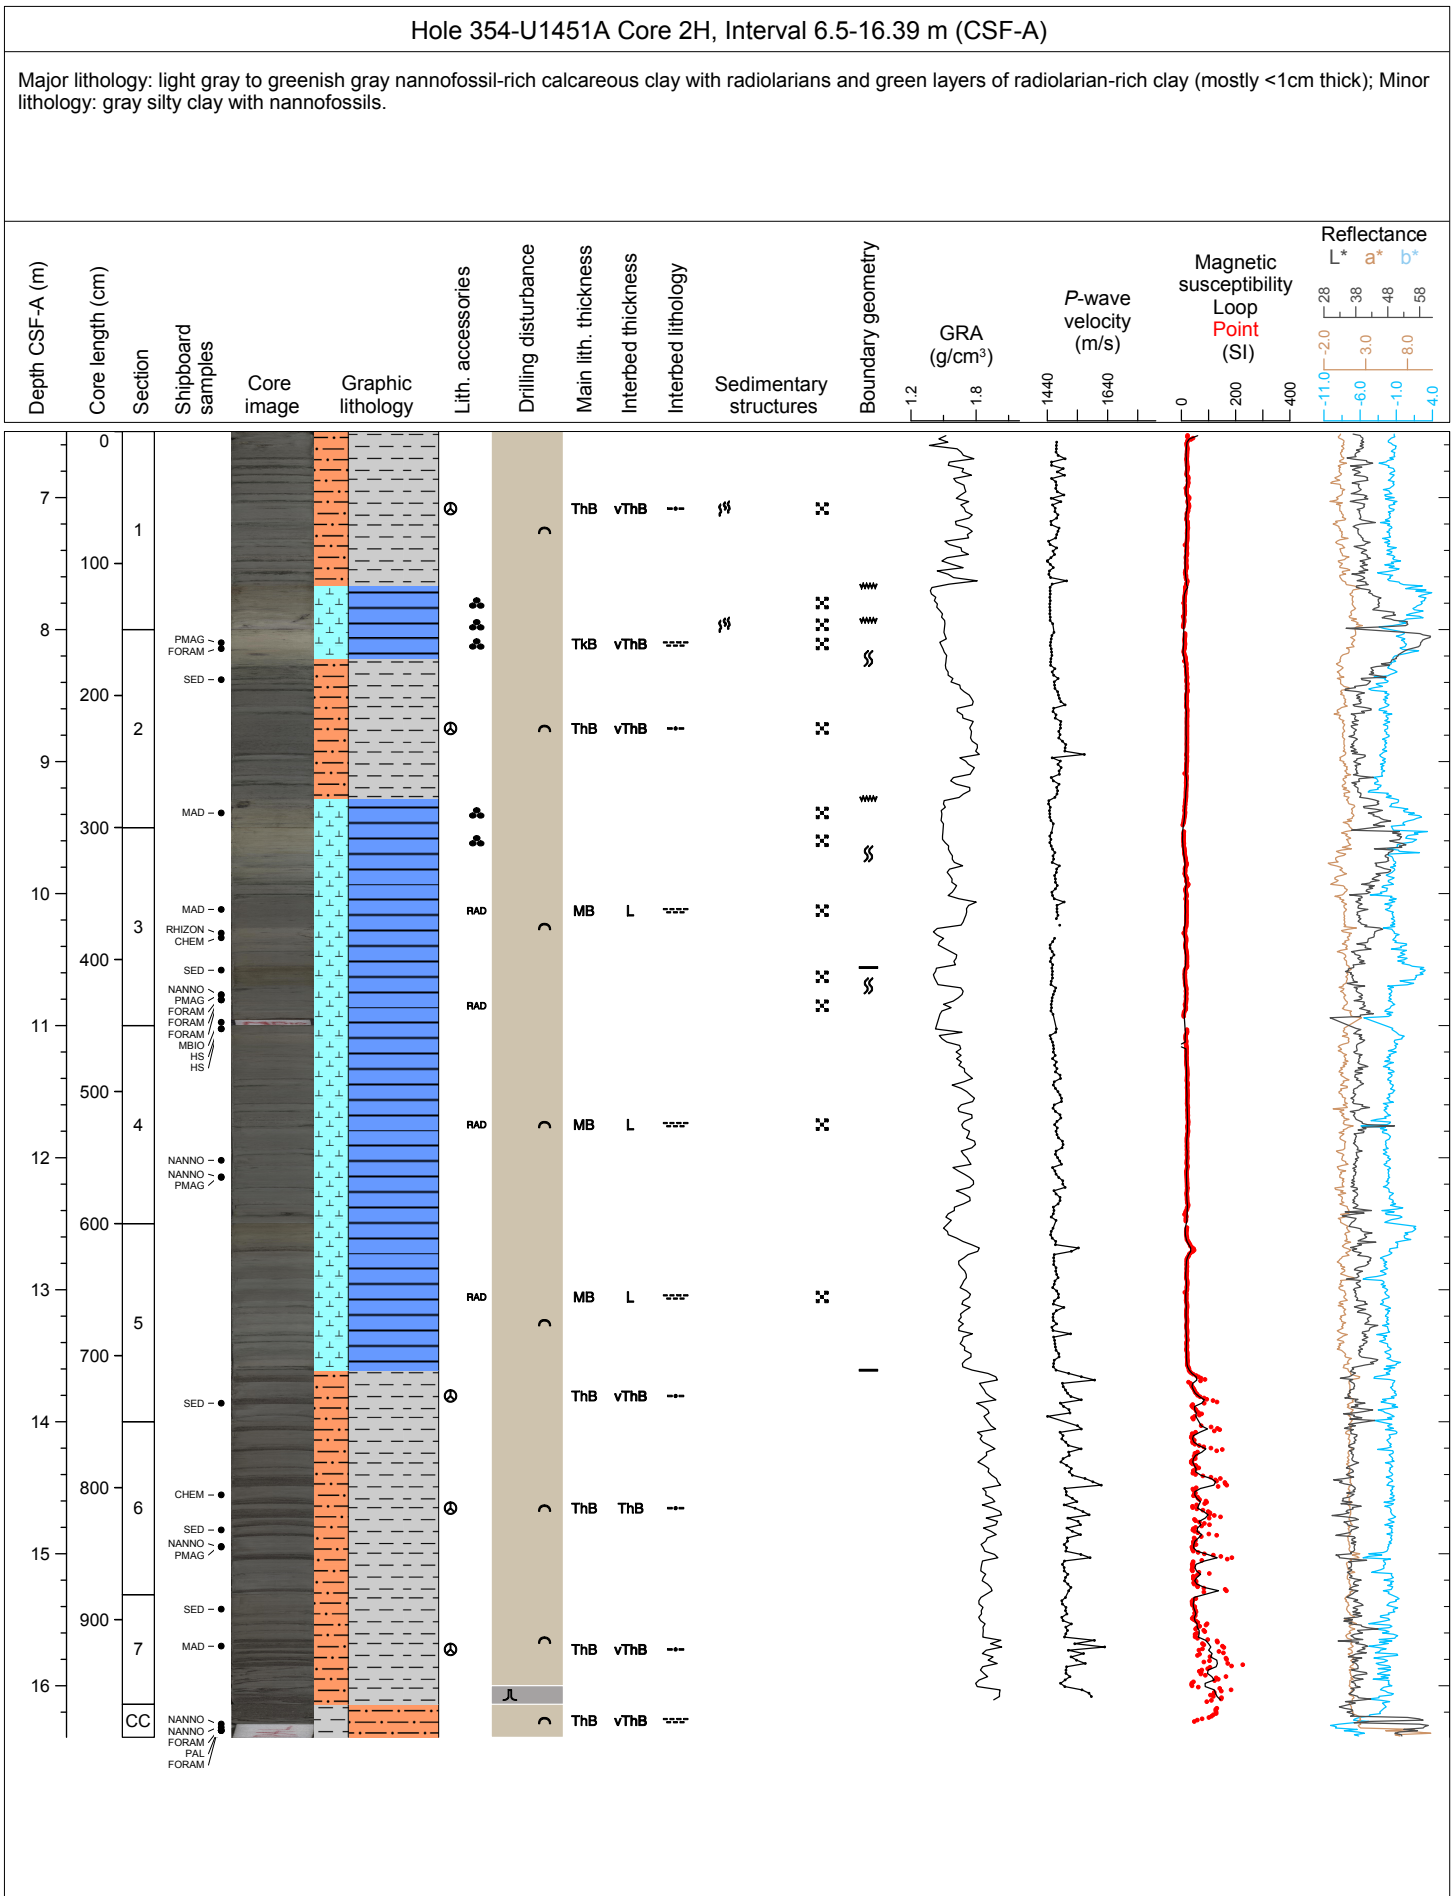 Hole 354-U1451A Core 2H, Interval 6.5-16.39 m (CSF-A)
Major lithology: light gray to greenish gray nannofossil-rich calcareous clay with radiolarians and green layers of radiolarian-rich clay (mostly <1cm thick); Minor
lithology: gray silty clay with nannofossils.
Depth CSF-A (m)
Core length (cm)
Section
Shipboard
samples
Core
image
Graphic
lithology
Lith. accessories
Drilling disturbance
Main lith. thickness
Interbed thickness
Interbed lithology
Sedimentary
structures
Boundary geometry
GRA
(g/cm³)
1.2 1.8
P-wave
velocity
(m/s)
1440 1640
Magnetic
susceptibility
Loop
Point
(SI)
0 200 400
Reflectance
L* a* b*
28 38 48 58
-2.0 3.0 8.0
-11.0 -6.0 -1.0 4.0
0
7
1
ThB vThB
100
8
PMAG
FORAM
TkB vThB
SED
200
2
ThB vThB
9
MAD
300
10
MAD
RAD
MB L
3
RHIZON
CHEM
400
SED
NANNO
PMAG
RAD
FORAM
FORAM
11
FORAM
MBIO
HS
HS
500
4
RAD
MB L
12
NANNO
NANNO
PMAG
600
13
RAD
MB L
5
700
SED
ThB vThB
14
800
CHEM
6
ThB ThB
SED
NANNO
PMAG
15
SED
900
7
MAD
ThB vThB
16
CC
NANNO
NANNO
ThB vThB
FORAM
PAL
FORAM